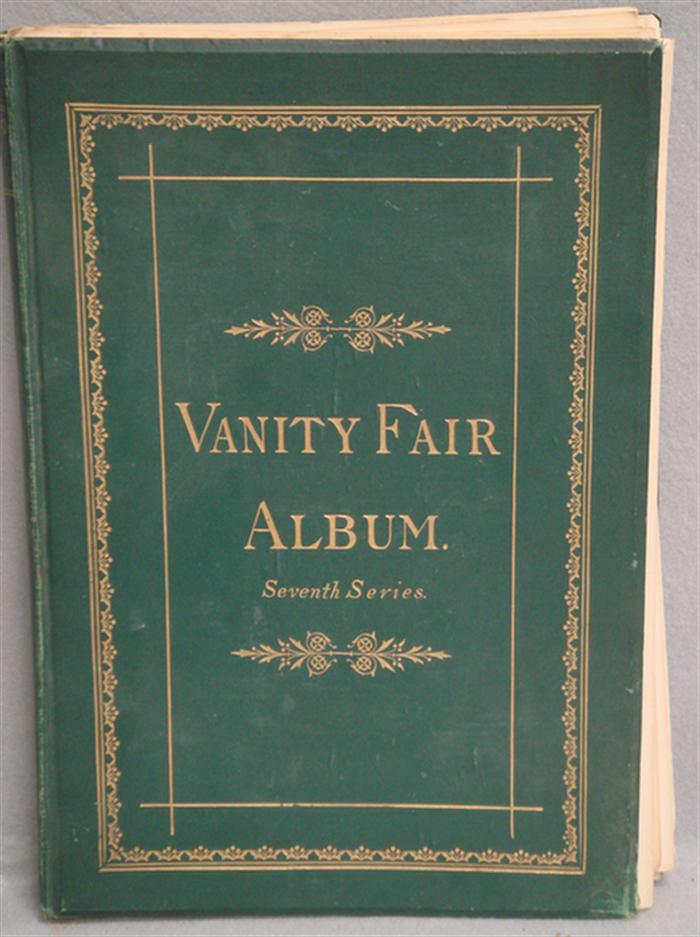 VANITY FAIR
ALBUM.
Seventh Series.